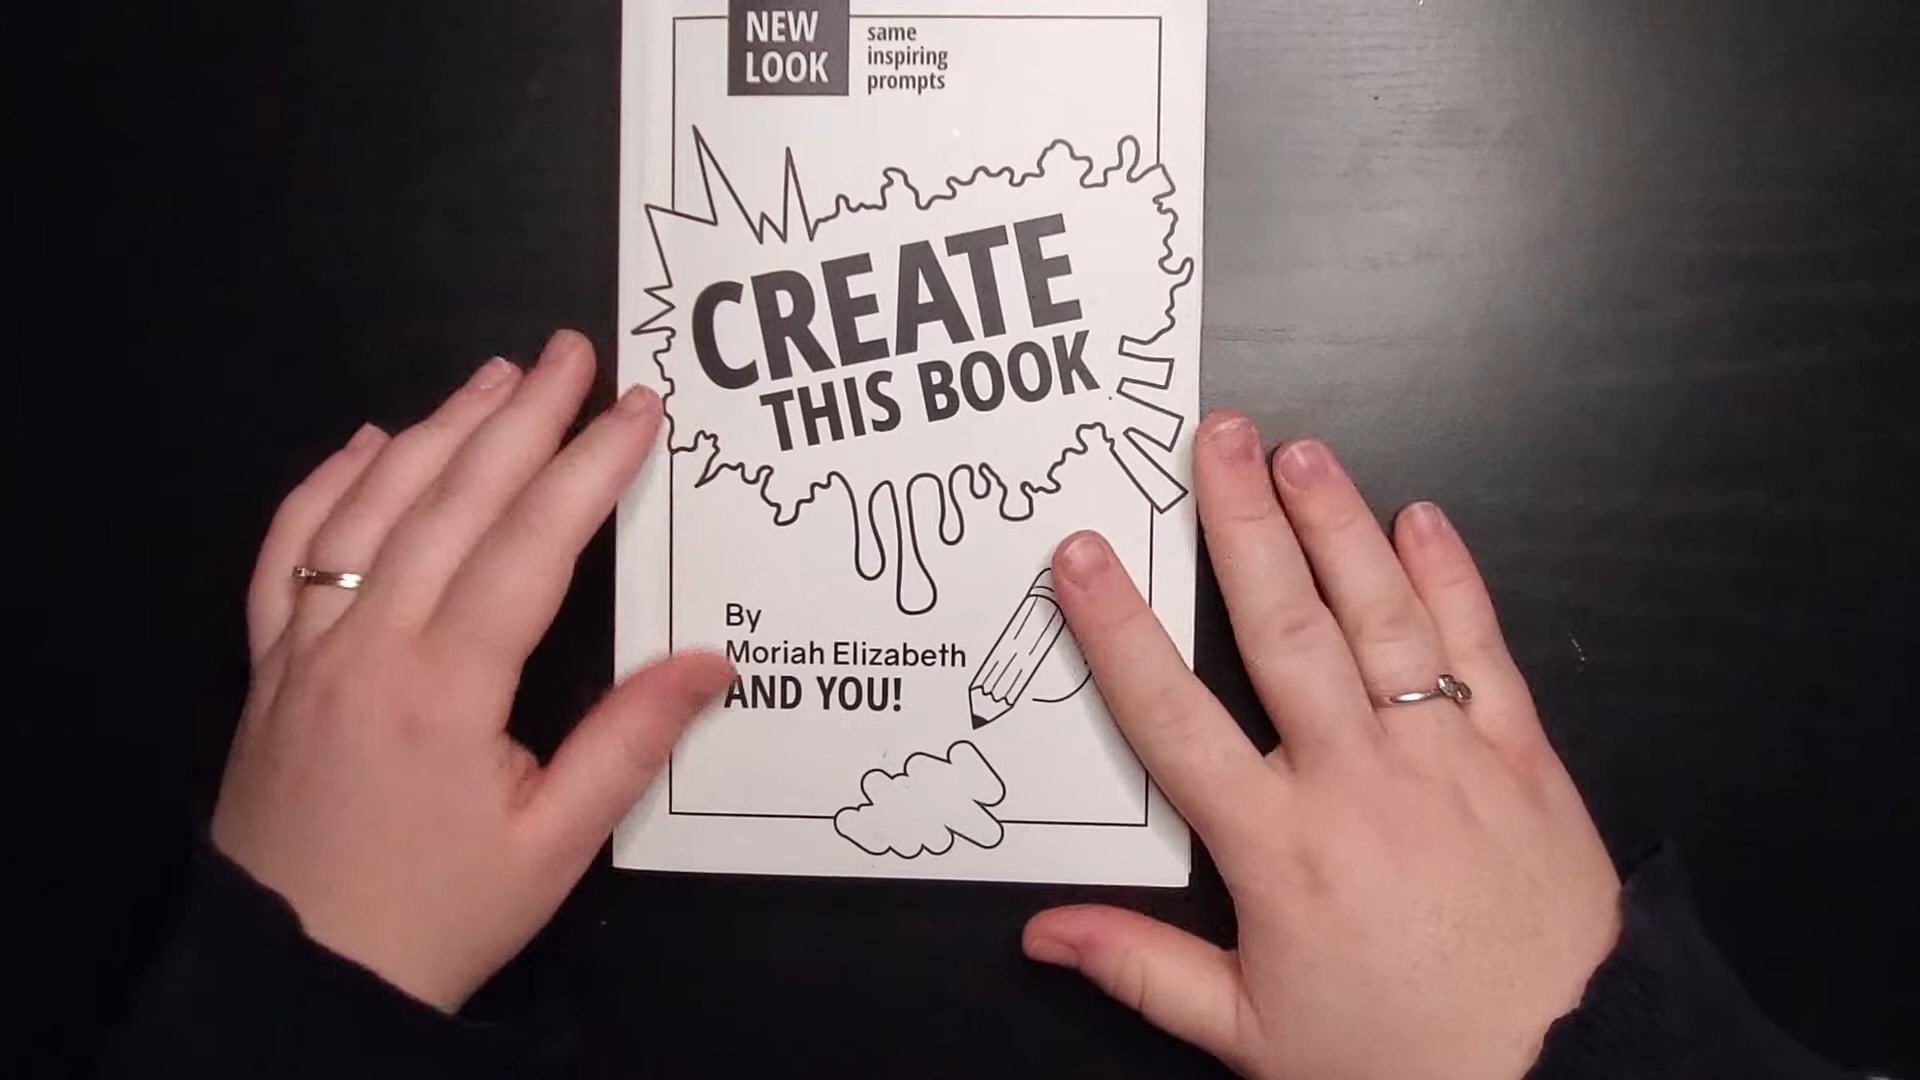 NEW
LOOK
same
inspiring
prompts
CREATE
THIS BOOK
By
Moriah Elizabeth
AND YOU!